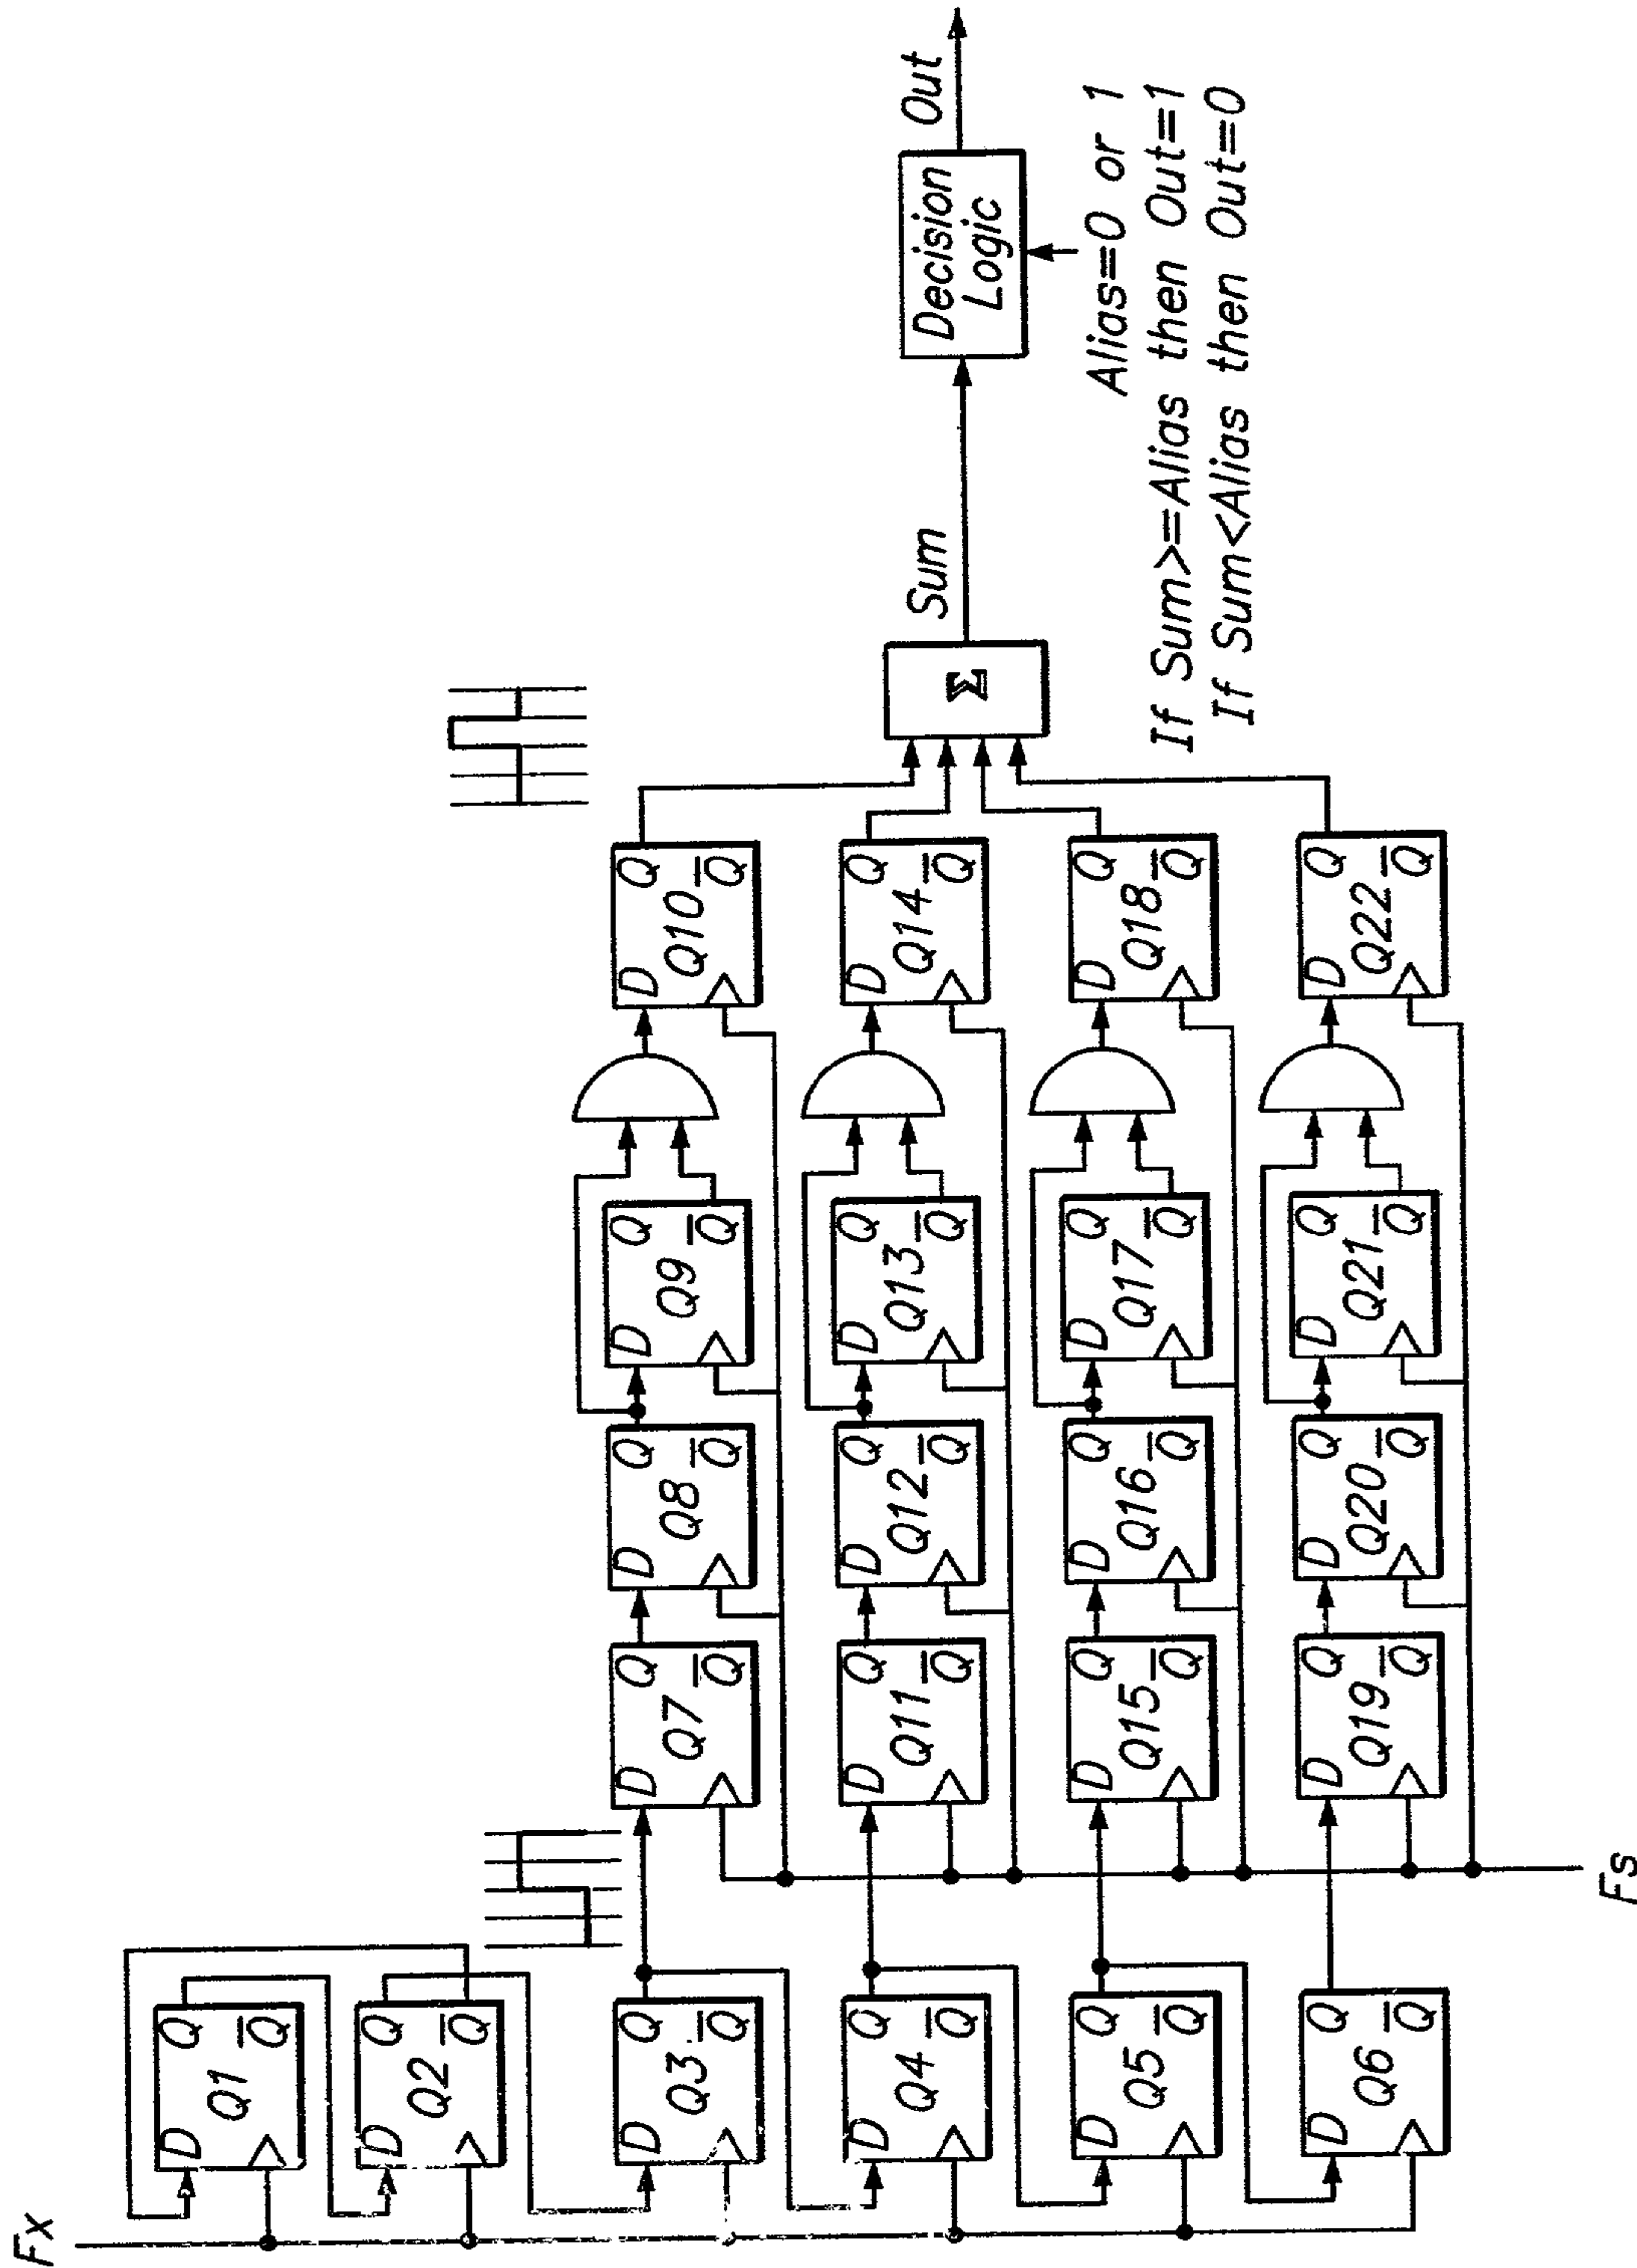 Fx
D Q
Q1 Q̅
D Q
Q2 Q̅
D Q
Q3 Q̅
D Q
Q4 Q̅
D Q
Q5 Q̅
D Q
Q6 Q̅
Fs
D Q
Q7 Q̅
D Q
Q8 Q̅
D Q
Q9 Q̅
D Q
Q10 Q̅
D Q
Q11 Q̅
D Q
Q12 Q̅
D Q
Q13 Q̅
D Q
Q14 Q̅
D Q
Q15 Q̅
D Q
Q16 Q̅
D Q
Q17 Q̅
D Q
Q18 Q̅
D Q
Q19 Q̅
D Q
Q20 Q̅
D Q
Q21 Q̅
D Q
Q22 Q̅
Σ
Sum
Decision
Logic
Out
Alias=0 or 1
If Sum>=Alias then Out=1
If Sum<Alias then Out=0